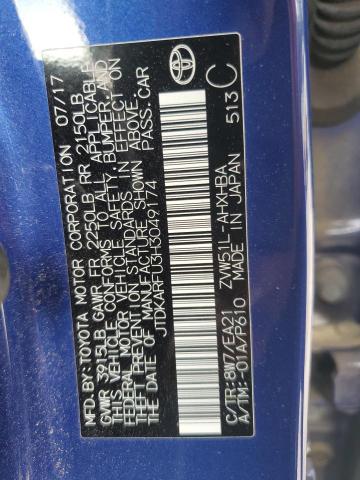 MFD.BY:TOYOTA MOTOR CORPORATION 07/17
GVWR 3915LB GAWR FR 2250LB RR 2150LB
THIS VEHICLE CONFORMS TO ALL APPLICABLE
FEDERAL MOTOR VEHICLE SAFETY, BUMPER, AND
THEFT PREVENTION STANDARDS IN EFFECT ON
THE DATE OF MANUFACTURE SHOWN ABOVE.
JTDKARFU3H3049174 PASS.CAR
C/TR:8W7/EA21 ZVW51L-AHXHBA
A/TM:-01A/P610 MADE IN JAPAN 513
C